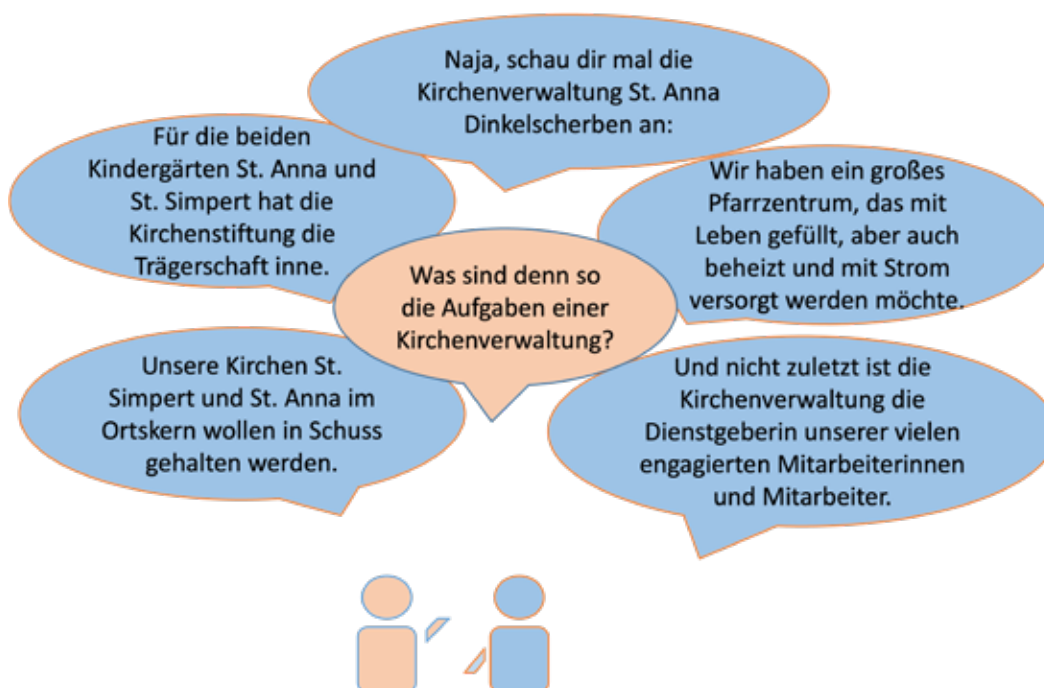 Naja, schau dir mal die
Kirchenverwaltung St. Anna
Dinkelscherben an:
Für die beiden
Kindergärten St. Anna und
St. Simpert hat die
Kirchenstiftung die
Trägerschaft inne.
Wir haben ein großes
Pfarrzentrum, das mit
Leben gefüllt, aber auch
beheizt und mit Strom
versorgt werden möchte.
Was sind denn so
die Aufgaben einer
Kirchenverwaltung?
Unsere Kirchen St.
Simpert und St. Anna im
Ortskern wollen in Schuss
gehalten werden.
Und nicht zuletzt ist die
Kirchenverwaltung die
Dienstgeberin unserer vielen
engagierten Mitarbeiterinnen
und Mitarbeiter.